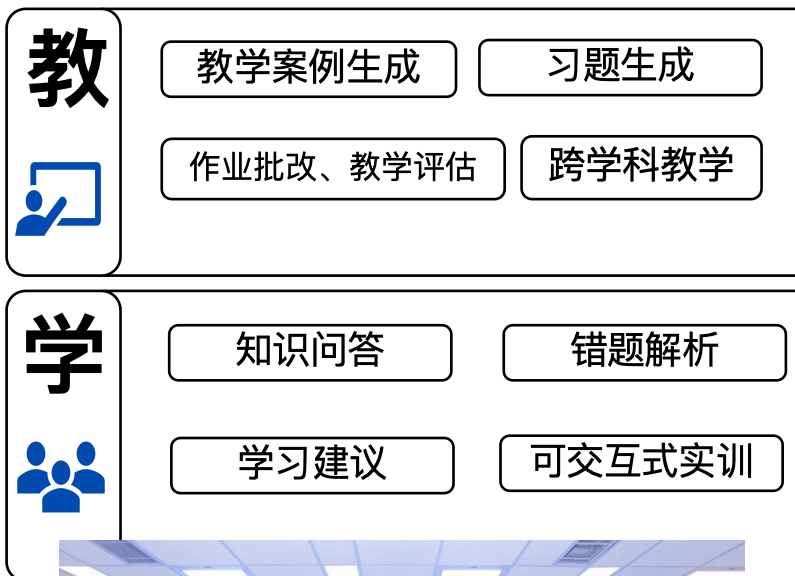 教
教学案例生成
习题生成
作业批改、教学评估
跨学科教学
学
知识问答
错题解析
学习建议
可交互式实训